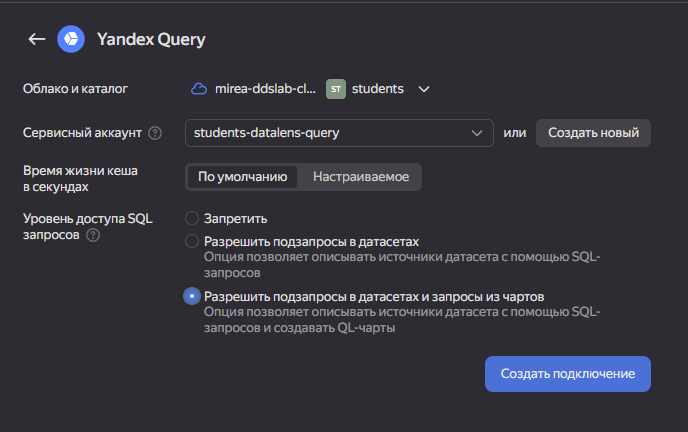 Yandex Query
Облако и каталог mirea-ddslab-cl... ST students
Сервисный аккаунт ? students-datalens-query или Создать новый
Время жизни кеша
в секундах
По умолчанию Настраиваемое
Уровень доступа SQL
запросов ?
Запретить
Разрешить подзапросы в датасетах
Опция позволяет описывать источники датасета с помощью SQL-
запросов
Разрешить подзапросы в датасетах и запросы из чартов
Опция позволяет описывать источники датасета с помощью SQL-
запросов и создавать QL-чарты
Создать подключение